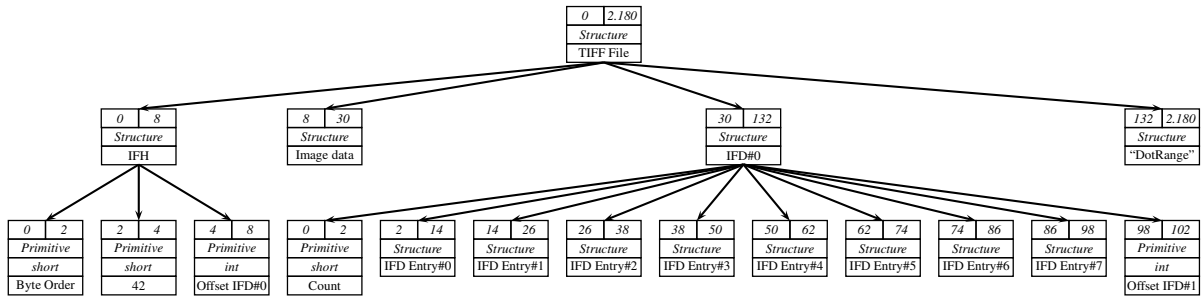 0 2.180
Structure
TIFF File
0 8
Structure
IFH
8 30
Structure
Image data
30 132
Structure
IFD#0
132 2.180
Structure
“DotRange”
0 2
Primitive
short
Byte Order
2 4
Primitive
short
42
4 8
Primitive
int
Offset IFD#0
0 2
Primitive
short
Count
2 14
Structure
IFD Entry#0
14 26
Structure
IFD Entry#1
26 38
Structure
IFD Entry#2
38 50
Structure
IFD Entry#3
50 62
Structure
IFD Entry#4
62 74
Structure
IFD Entry#5
74 86
Structure
IFD Entry#6
86 98
Structure
IFD Entry#7
98 102
Primitive
int
Offset IFD#1